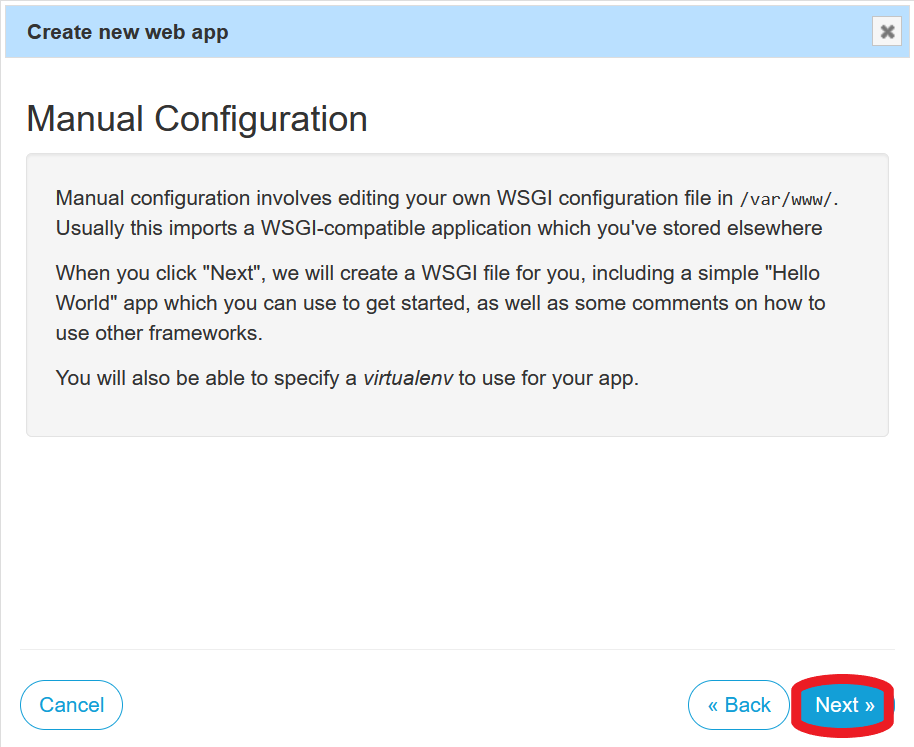 Create new web app
Manual Configuration
Manual configuration involves editing your own WSGI configuration file in /var/www/.
Usually this imports a WSGI-compatible application which you've stored elsewhere
When you click "Next", we will create a WSGI file for you, including a simple "Hello
World" app which you can use to get started, as well as some comments on how to
use other frameworks.
You will also be able to specify a virtualenv to use for your app.
Cancel
« Back
Next »